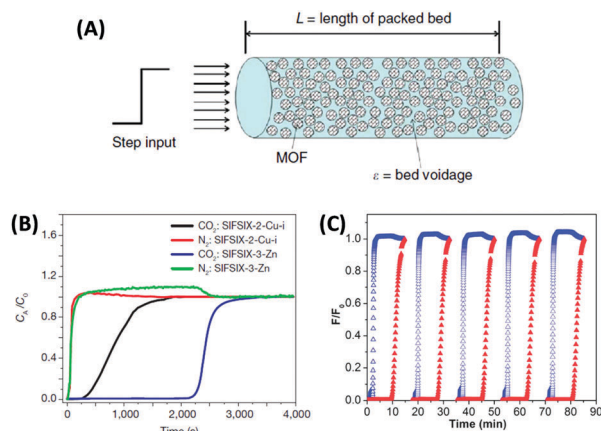 (A)
L = length of packed bed
Step input
MOF
ε = bed voidage
(B)
CO2: SIFSIX-2-Cu-i
N2: SIFSIX-2-Cu-i
CO2: SIFSIX-3-Zn
N2: SIFSIX-3-Zn
CA/C0
1.6
1.2
0.8
0.4
0.0
0
1,000
2,000
3,000
4,000
Time (s)
(C)
F/F
1.0
0.8
0.6
0.4
0.2
0.0
0 10 20 30 40 50 60 70 80 90
Time (min)